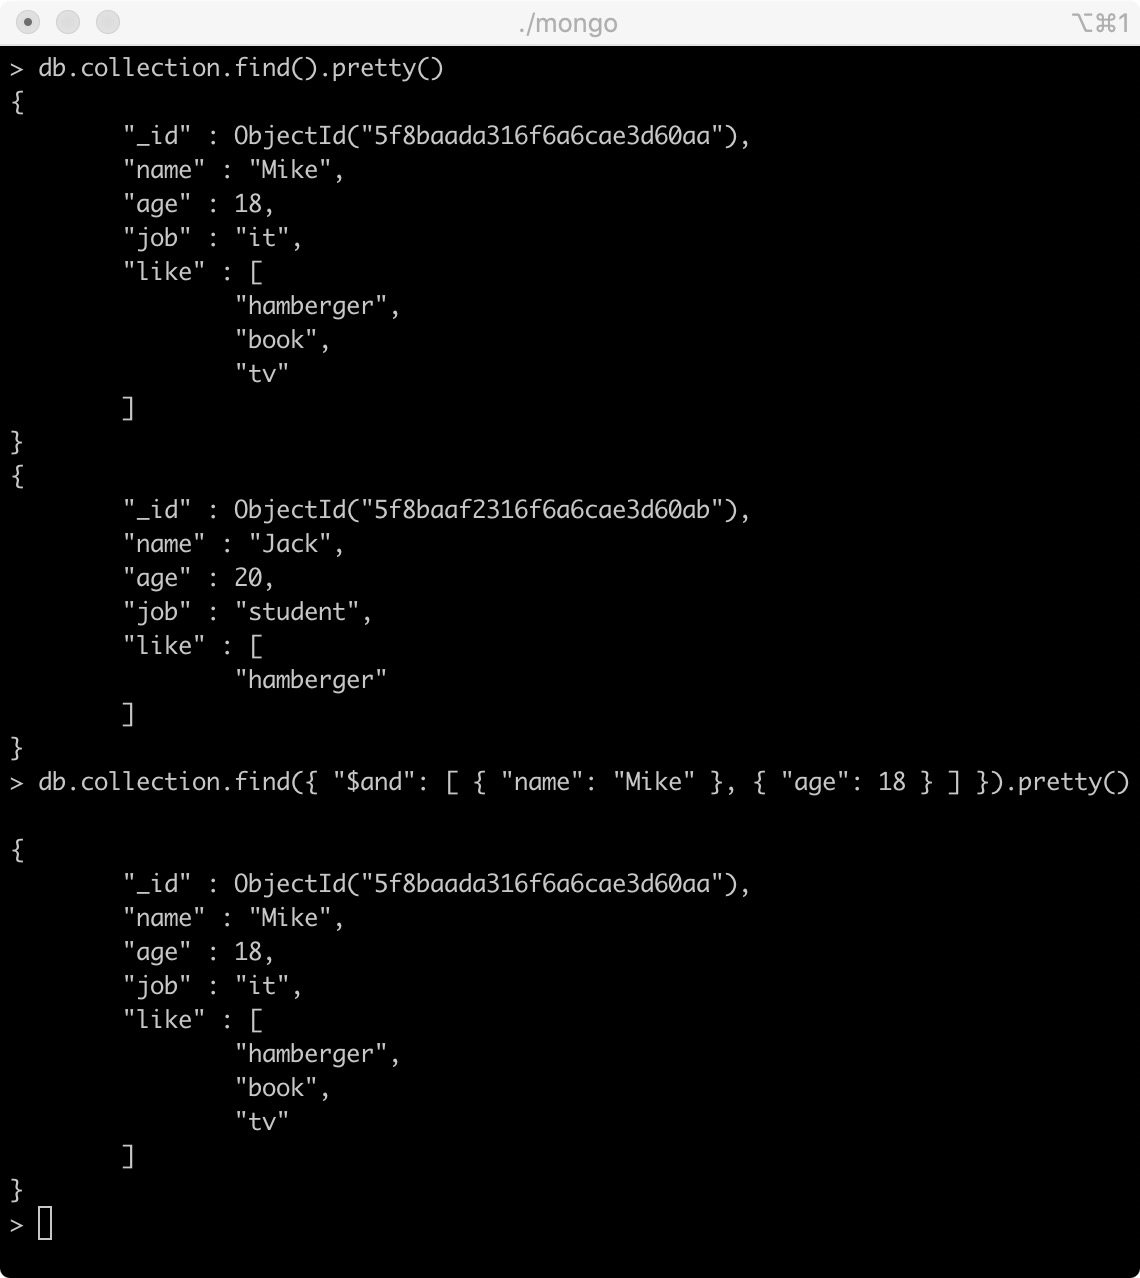 ./mongo
⌥⌘1
> db.collection.find().pretty()
{
        "_id" : ObjectId("5f8baada316f6a6cae3d60aa"),
        "name" : "Mike",
        "age" : 18,
        "job" : "it",
        "like" : [
                "hamberger",
                "book",
                "tv"
        ]
}
{
        "_id" : ObjectId("5f8baaf2316f6a6cae3d60ab"),
        "name" : "Jack",
        "age" : 20,
        "job" : "student",
        "like" : [
                "hamberger"
        ]
}
> db.collection.find({ "$and": [ { "name": "Mike" }, { "age": 18 } ] }).pretty()
{
        "_id" : ObjectId("5f8baada316f6a6cae3d60aa"),
        "name" : "Mike",
        "age" : 18,
        "job" : "it",
        "like" : [
                "hamberger",
                "book",
                "tv"
        ]
}
>